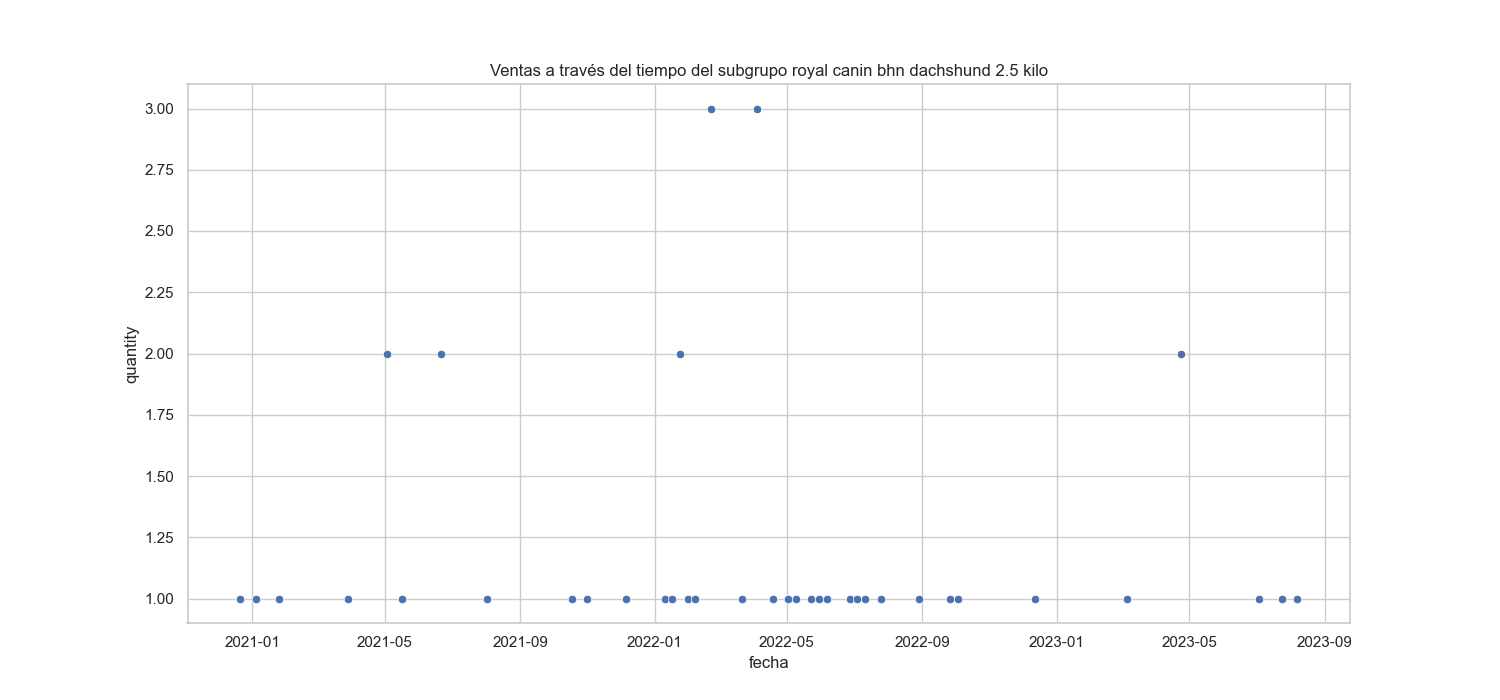 Ventas a través del tiempo del subgrupo royal canin bhn dachshund 2.5 kilo
3.00
2.75
2.50
2.25
2.00
1.75
1.50
1.25
1.00
quantity
2021-01 2021-05 2021-09 2022-01 2022-05 2022-09 2023-01 2023-05 2023-09
fecha